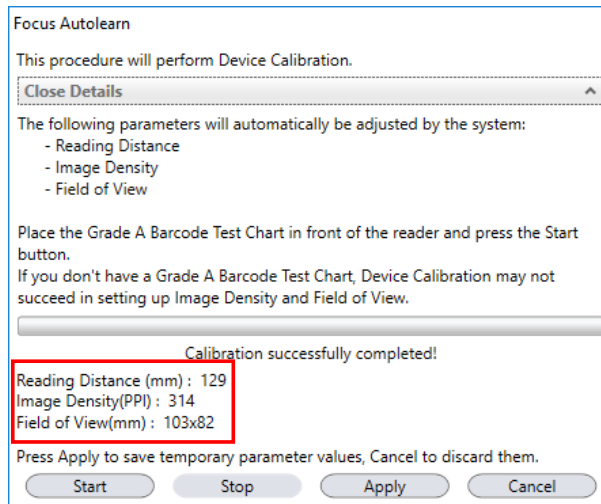 Focus Autolearn
This procedure will perform Device Calibration.
Close Details
The following parameters will automatically be adjusted by the system:
- Reading Distance
- Image Density
- Field of View
Place the Grade A Barcode Test Chart in front of the reader and press the Start
button.
If you don't have a Grade A Barcode Test Chart, Device Calibration may not
succeed in setting up Image Density and Field of View.
Calibration successfully completed!
Reading Distance (mm) : 129
Image Density(PPI) : 314
Field of View(mm) : 103x82
Press Apply to save temporary parameter values, Cancel to discard them.
Start Stop Apply Cancel